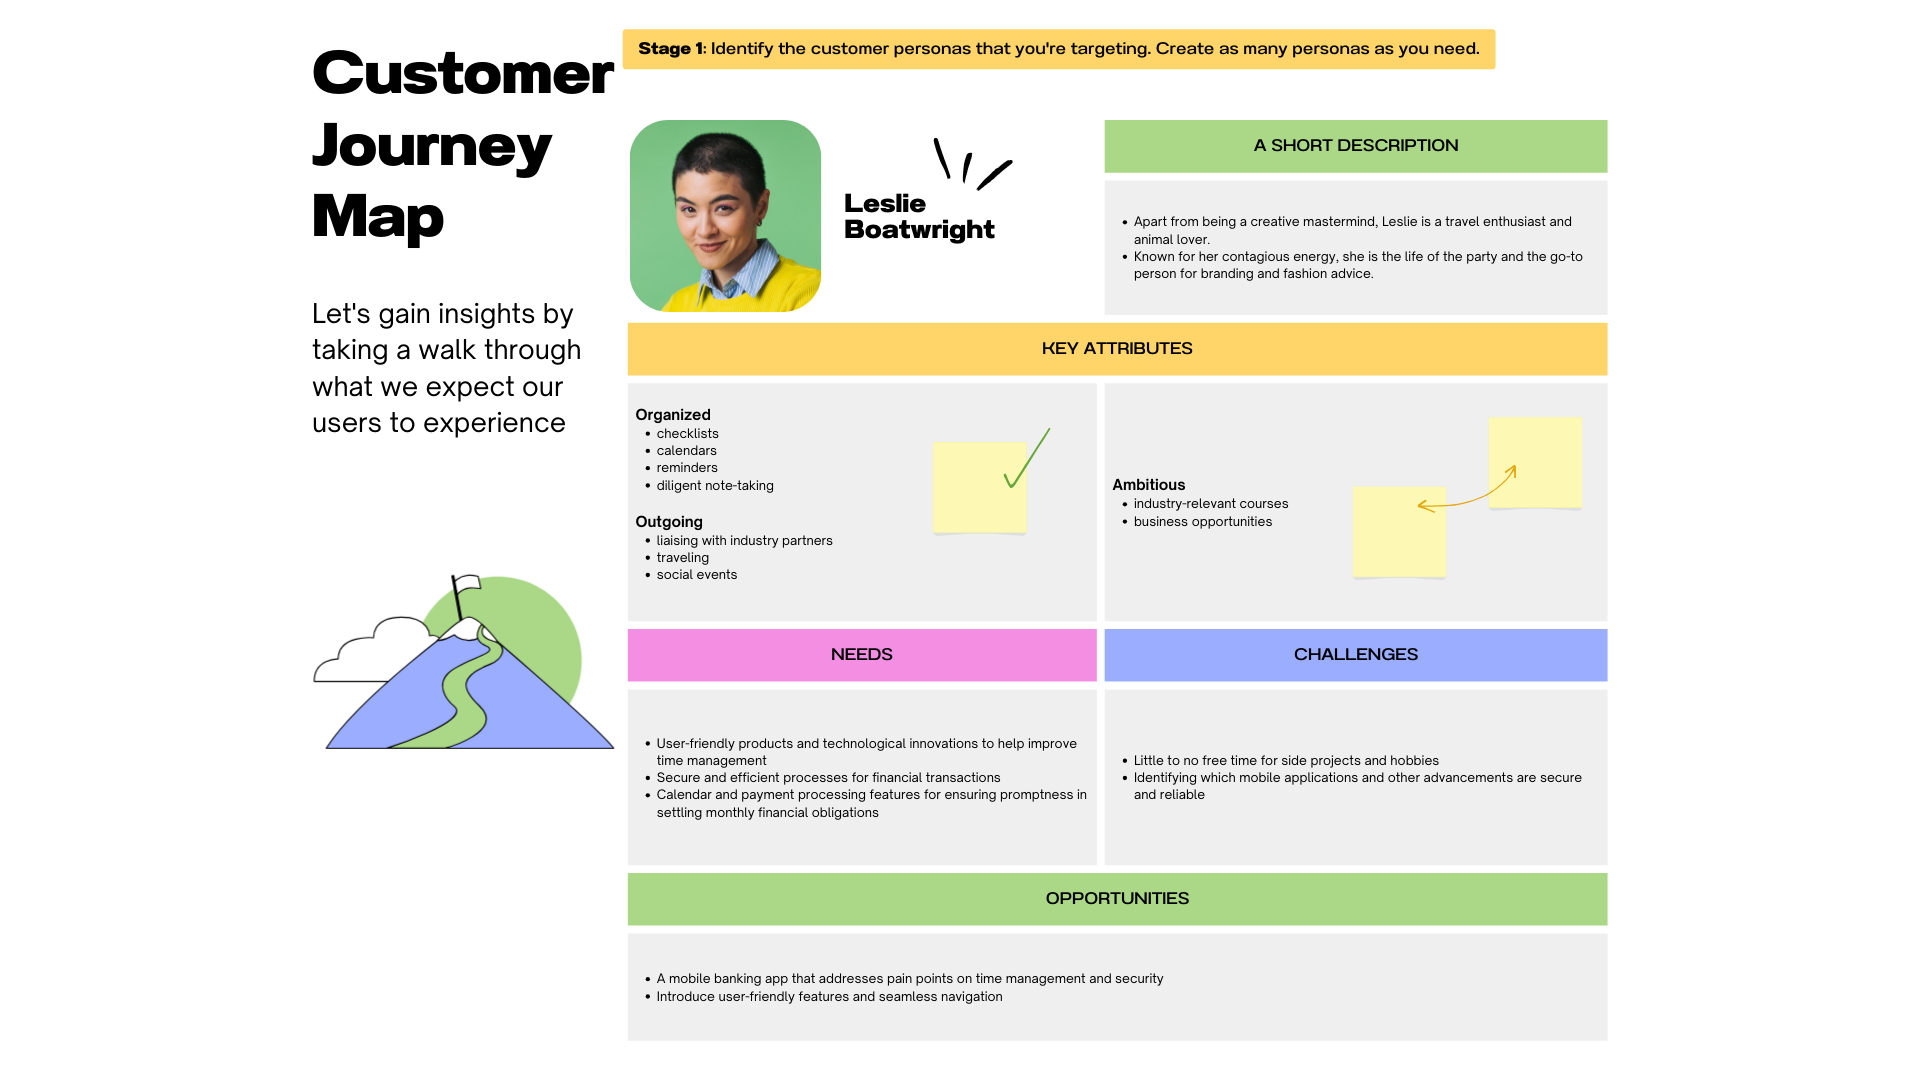 Customer
Journey
Map
Let's gain insights by
taking a walk through
what we expect our
users to experience
Stage 1: Identify the customer personas that you're targeting. Create as many personas as you need.
Leslie
Boatwright
A SHORT DESCRIPTION
• Apart from being a creative mastermind, Leslie is a travel enthusiast and
animal lover.
• Known for her contagious energy, she is the life of the party and the go-to
person for branding and fashion advice.
KEY ATTRIBUTES
Organized
• checklists
• calendars
• reminders
• diligent note-taking
Outgoing
• liaising with industry partners
• traveling
• social events
Ambitious
• industry-relevant courses
• business opportunities
NEEDS
• User-friendly products and technological innovations to help improve
time management
• Secure and efficient processes for financial transactions
• Calendar and payment processing features for ensuring promptness in
settling monthly financial obligations
CHALLENGES
• Little to no free time for side projects and hobbies
• Identifying which mobile applications and other advancements are secure
and reliable
OPPORTUNITIES
• A mobile banking app that addresses pain points on time management and security
• Introduce user-friendly features and seamless navigation